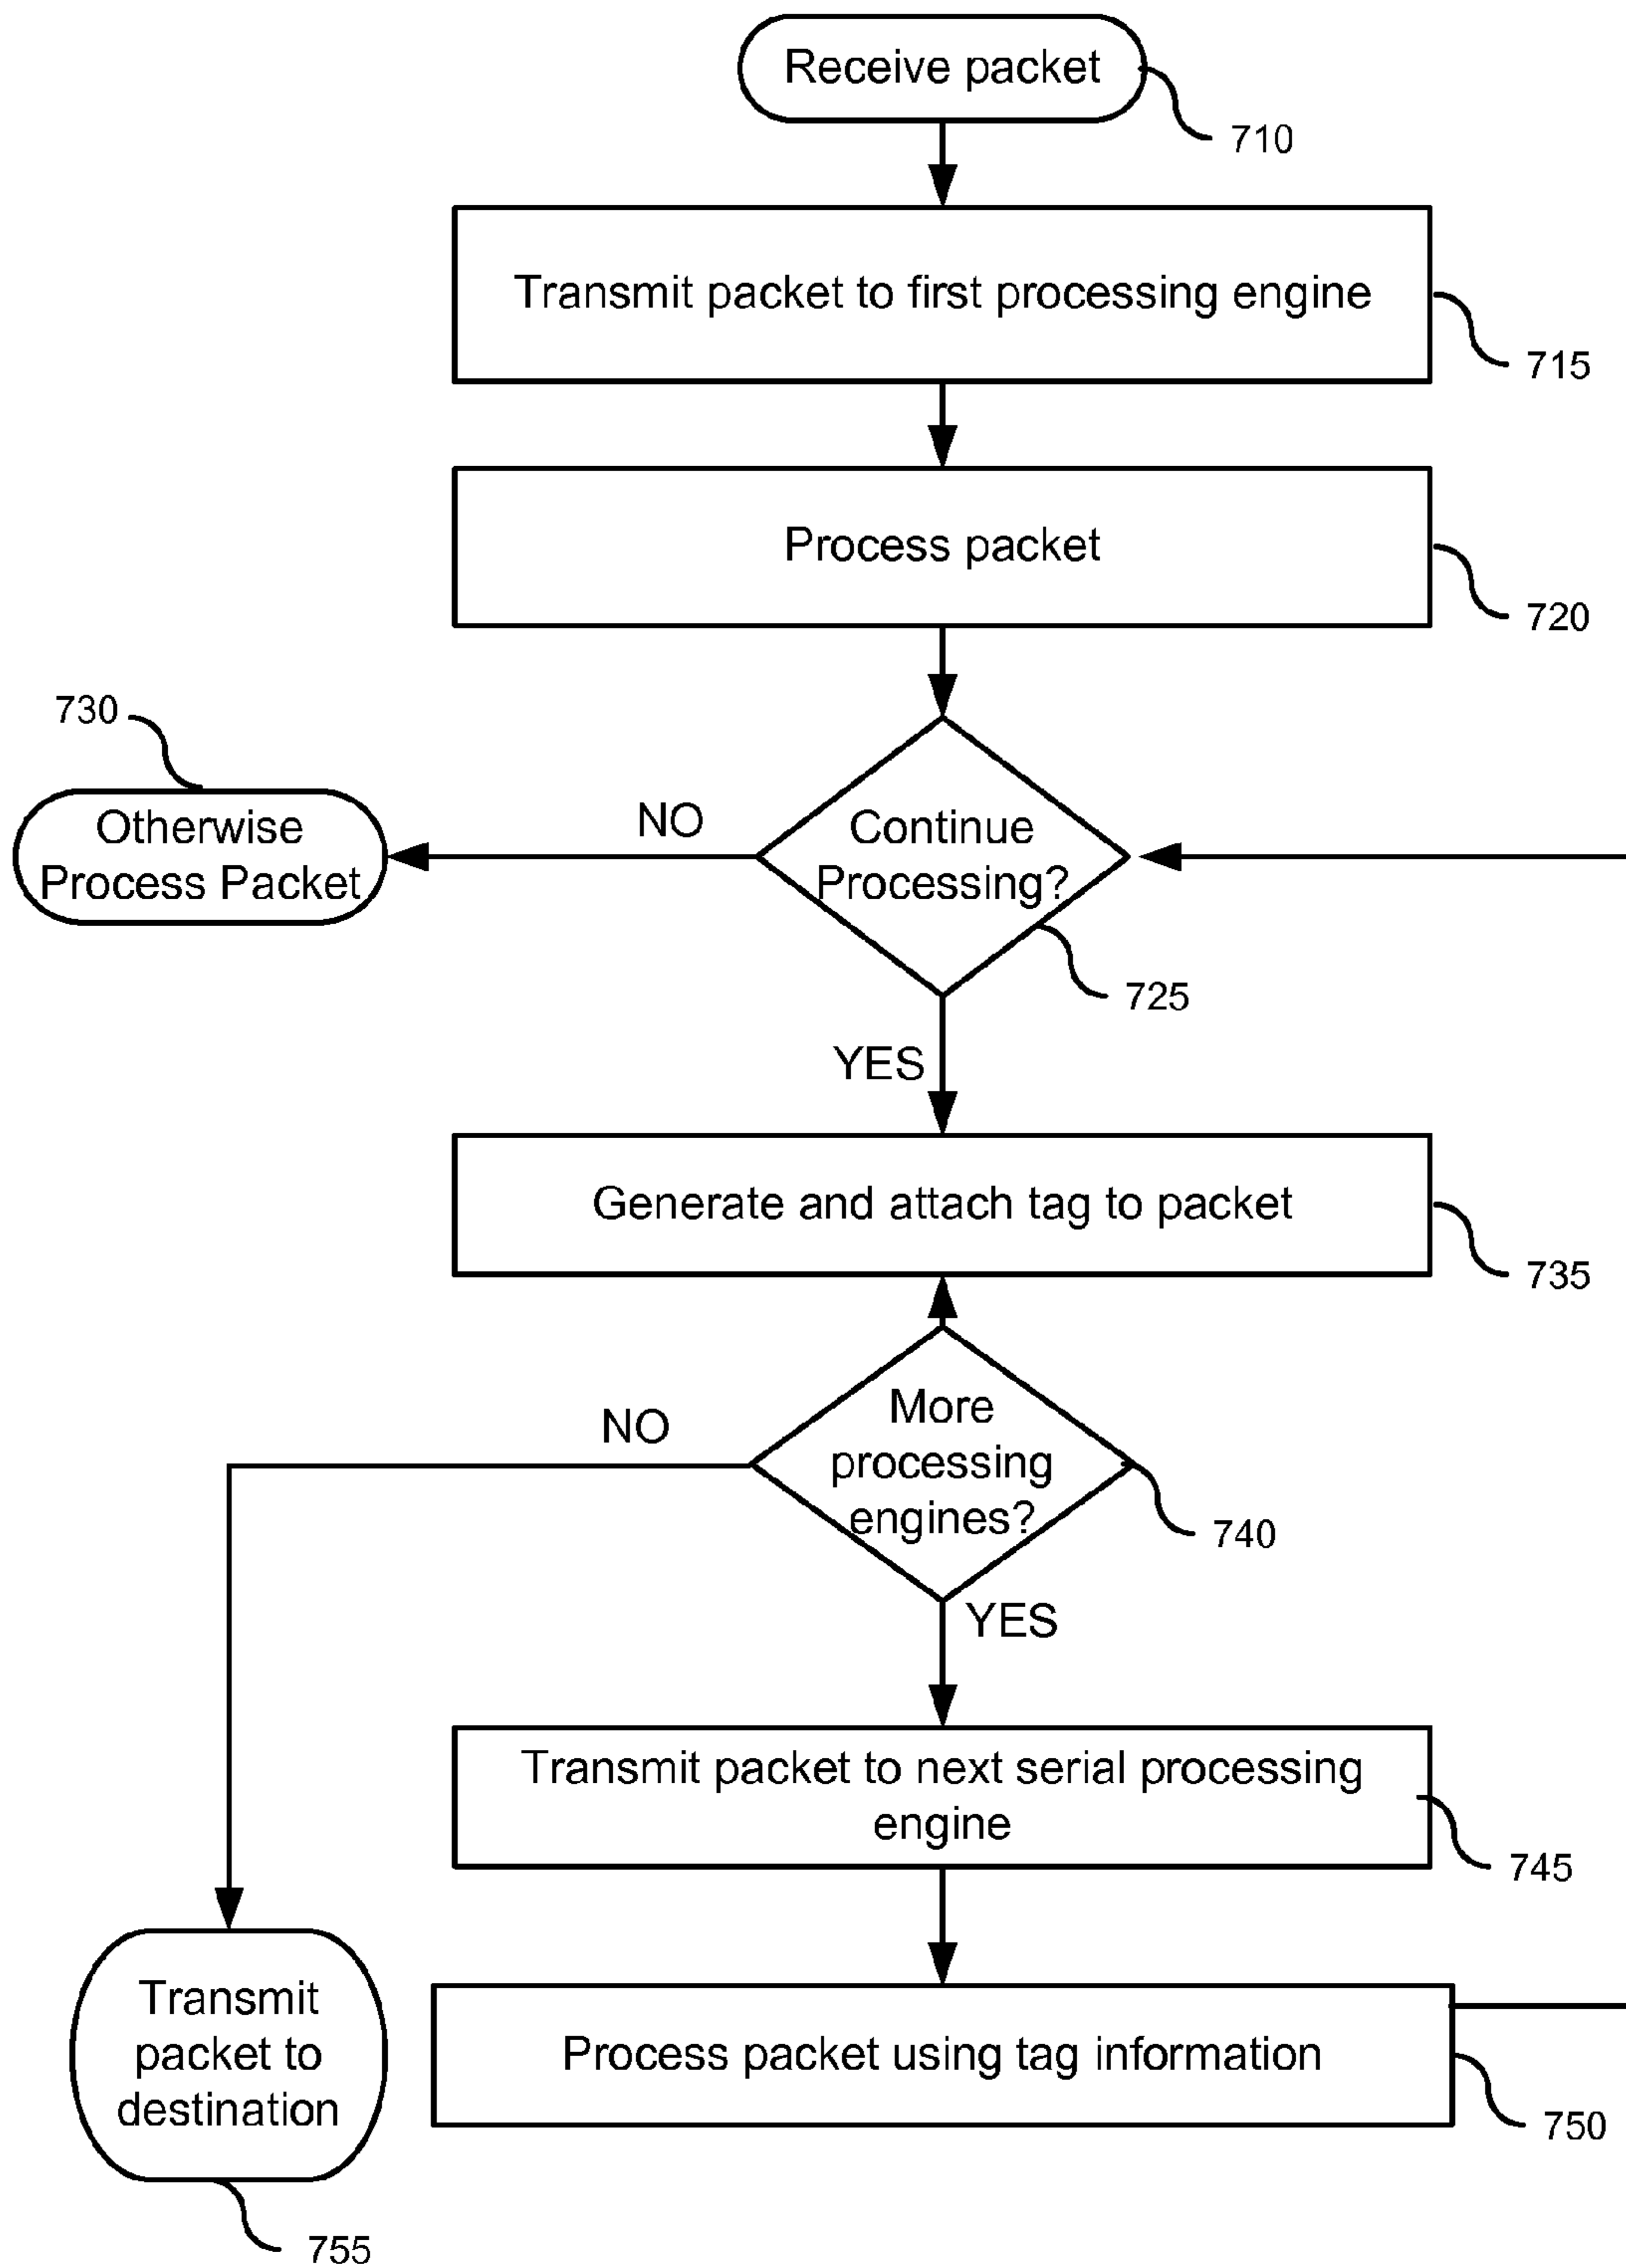 Receive packet
710
Transmit packet to first processing engine
715
Process packet
720
730
Otherwise
Process Packet
NO
Continue
Processing?
725
YES
Generate and attach tag to packet
735
NO
More
processing
engines?
740
YES
Transmit packet to next serial processing
engine
745
Transmit
packet to
destination
755
Process packet using tag information
750